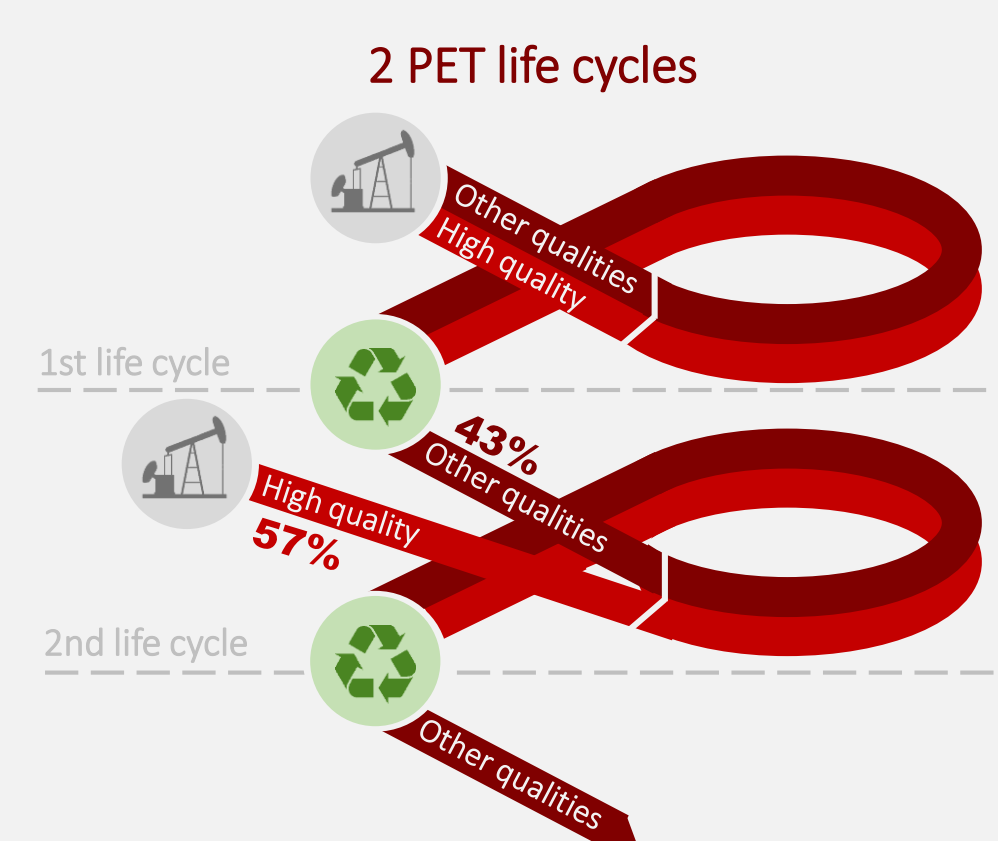 2 PET life cycles
Other qualities
High quality
1st life cycle
43%
Other qualities
High quality
57%
2nd life cycle
Other qualities